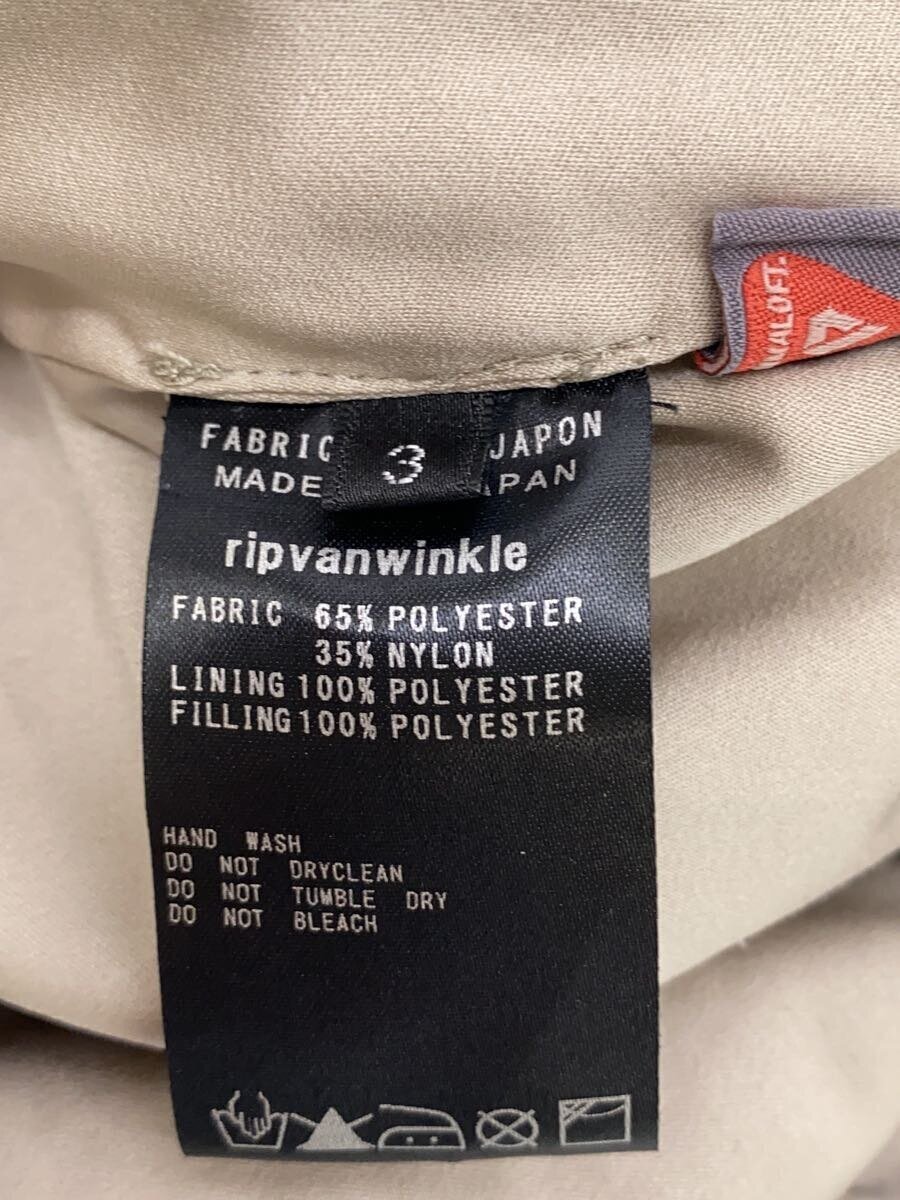 FABRIC JAPON
MADE
3
ripvanwinkle
FABRIC 65% POLYESTER
35% NYLON
LINING 100% POLYESTER
FILLING 100% POLYESTER
HAND WASH
DO NOT DRYCLEAN
DO NOT TUMBLE DRY
DO NOT BLEACH